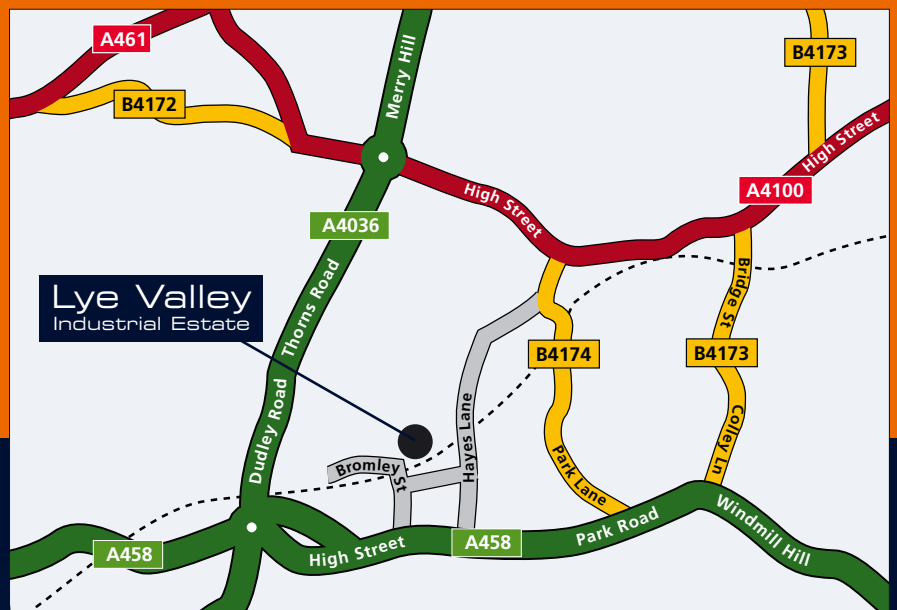 A461
Merry Hill
B4173
B4172
High Street
A4100
High Street
A4036
Lye Valley
Industrial Estate
Thorns Road
Bridge St
B4174
B4173
Dudley Road
Hayes Lane
Colley Ln
Bromley St
Park Lane
A458
High Street
A458
Park Road
Windmill Hill